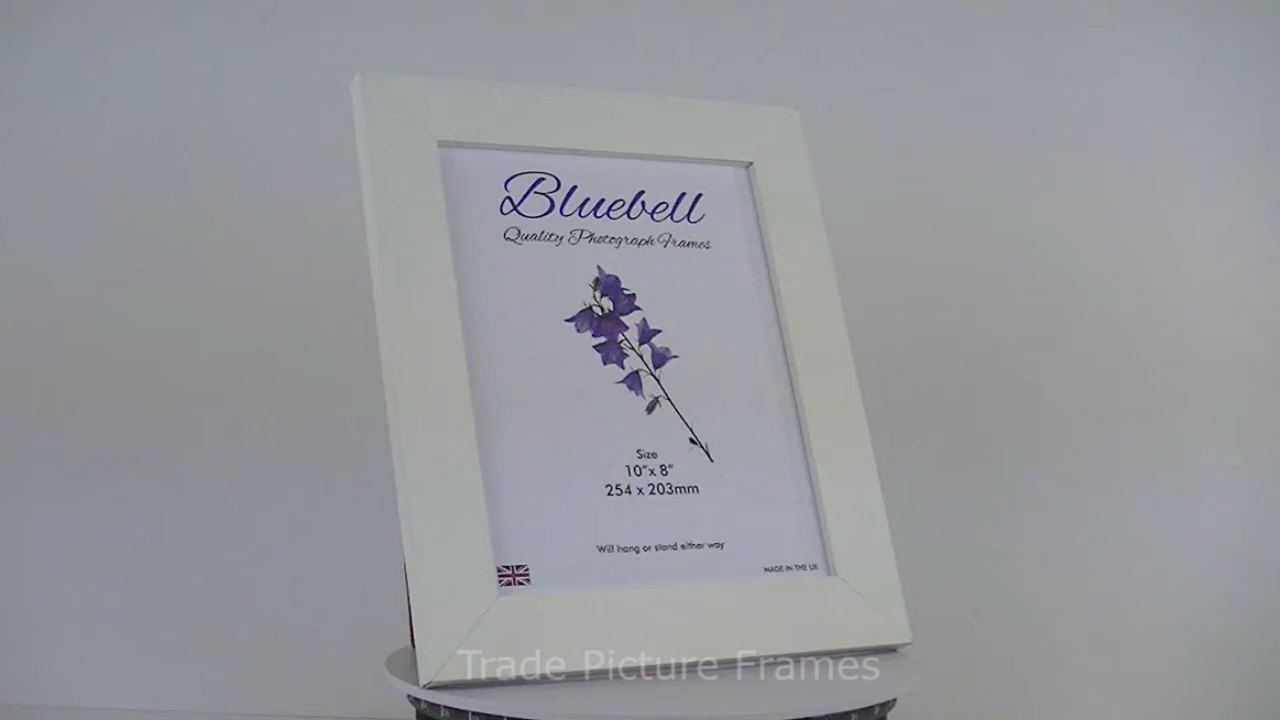 Bluebell
Quality Photograph Frames
Size
10"x 8"
254 x 203mm
Will hang or stand either way
MADE IN THE UK
Trade Picture Frames